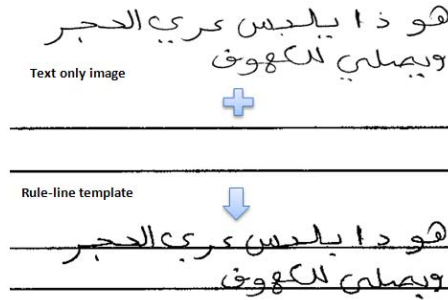 هو ذا يلبس عري الحجر
ويصلي للكهوف
Text only image
Rule-line template
هو ذا يلبس عري الحجر
ويصلي للكهوف